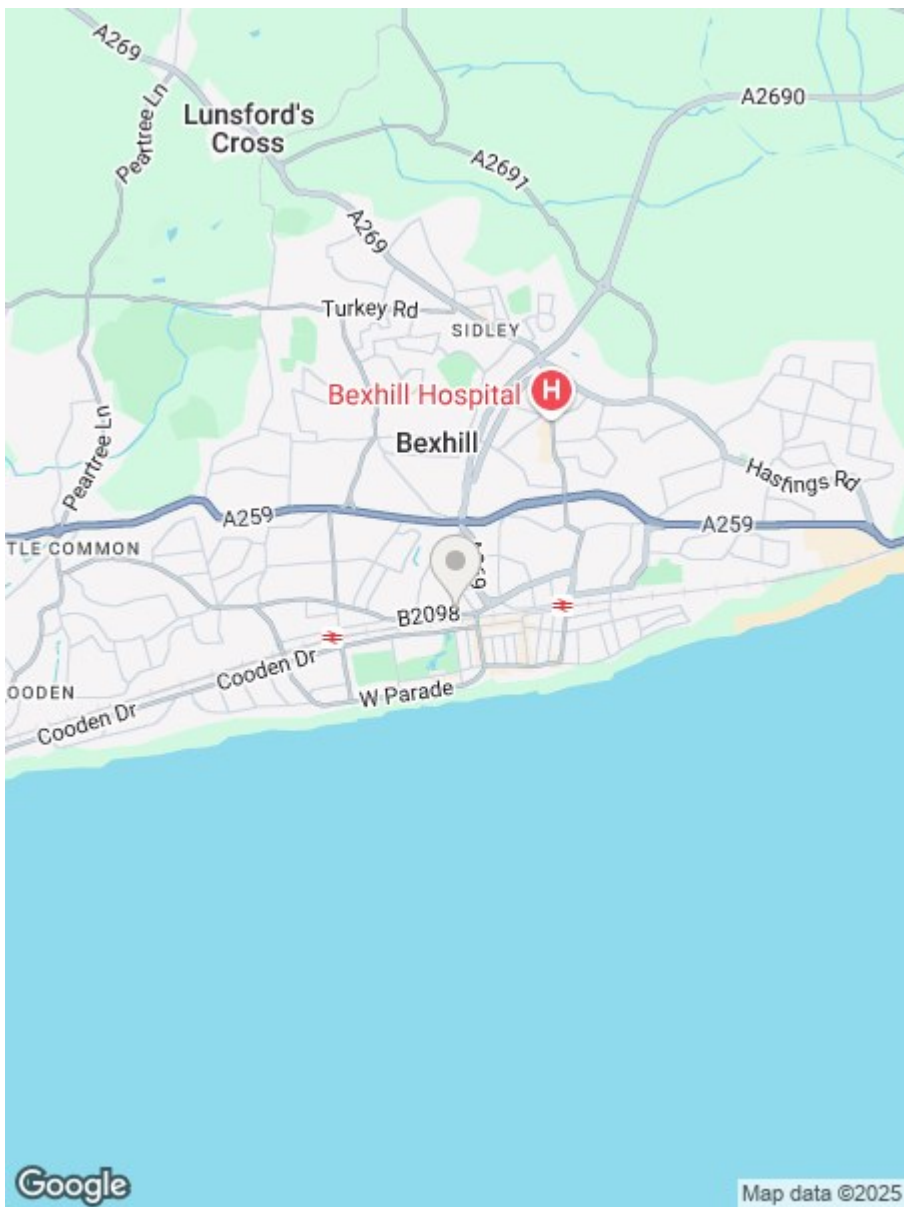 A269
A2690
Lunsford's
Cross
Peartree Ln
A2691
A269
Turkey Rd
SIDLEY
Bexhill Hospital
H
Bexhill
Peartree Ln
Hastings Rd
A259
A259
TLE COMMON
B2098
Cooden Dr
OODEN
W Parade
Cooden Dr
Google
Map data ©2025